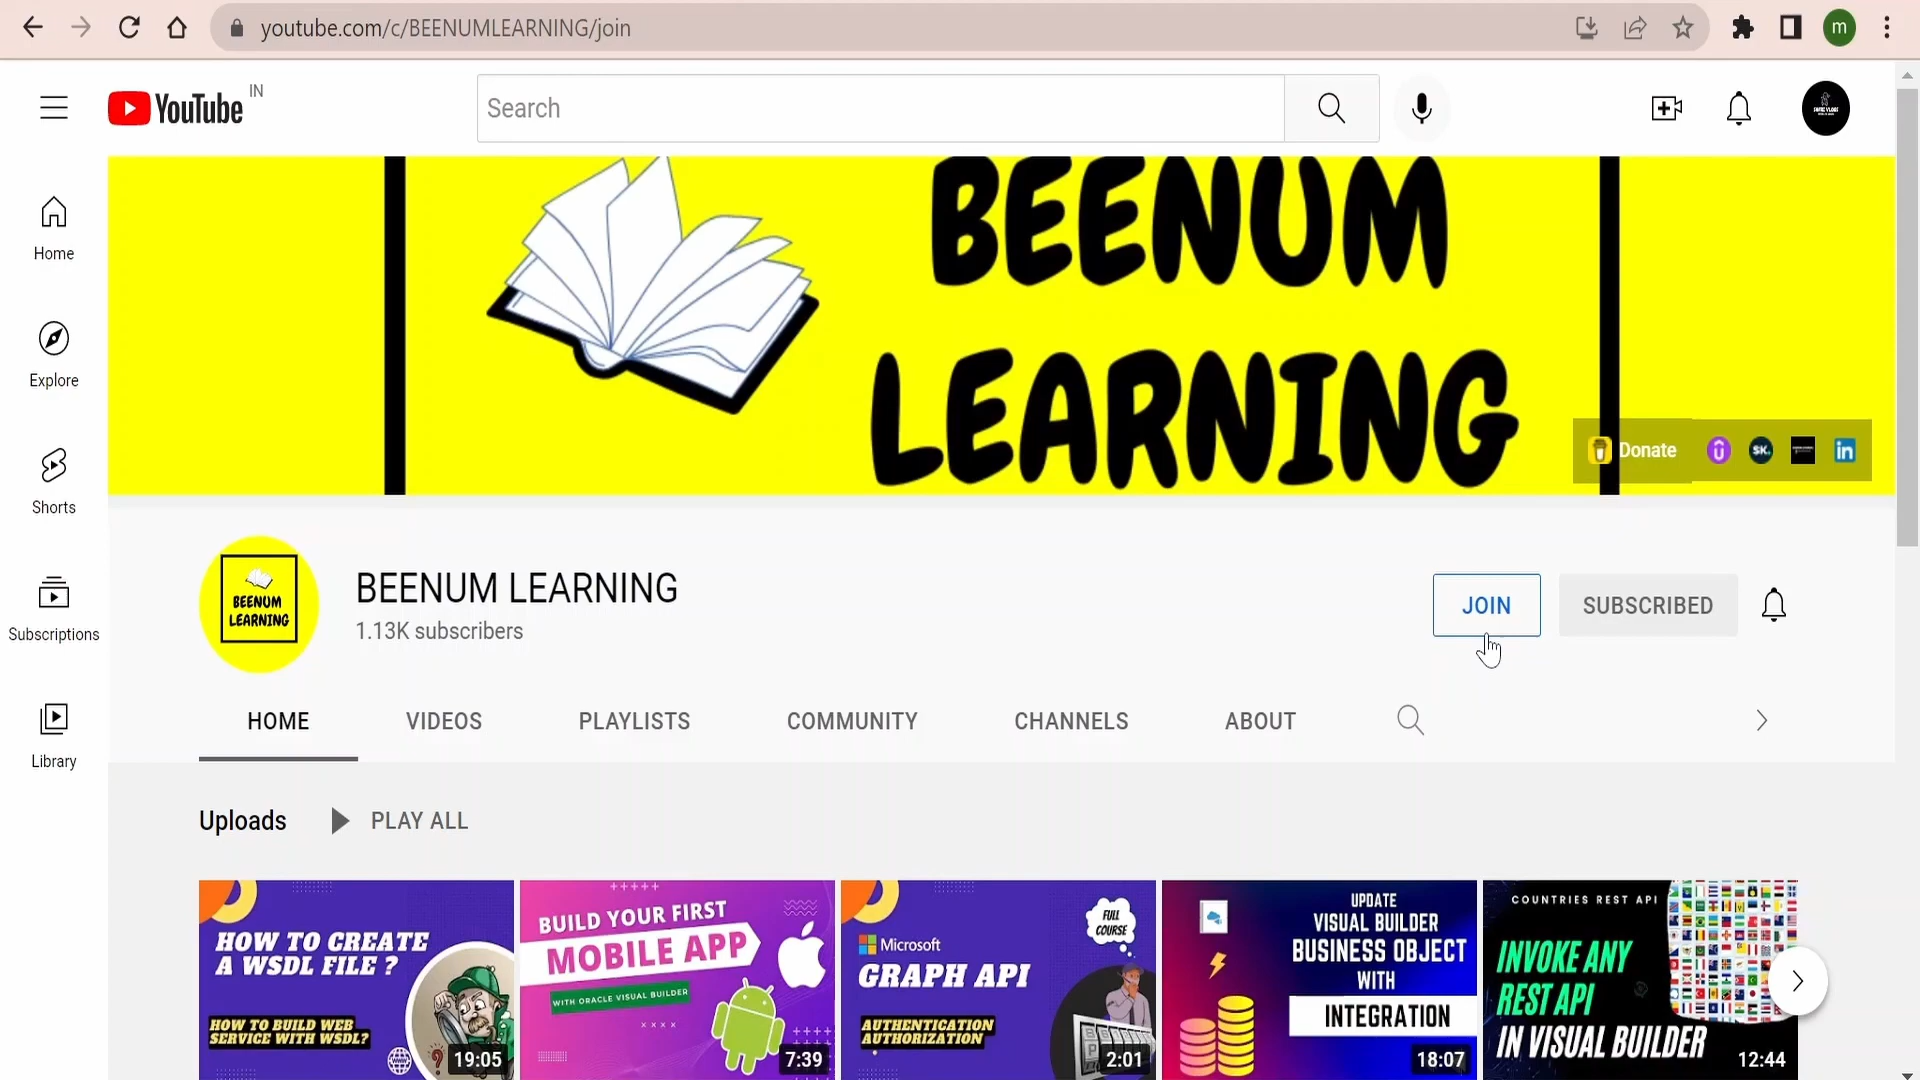 youtube.com/c/BEENUMLEARNING/join
m
YouTube IN
Search
BEENUM
LEARNING
Donate
SK.
in
Home
Explore
Shorts
Subscriptions
Library
BEENUM
LEARNING
BEENUM LEARNING
1.13K subscribers
JOIN
SUBSCRIBED
HOME VIDEOS PLAYLISTS COMMUNITY CHANNELS ABOUT
Uploads PLAY ALL
HOW TO CREATE
A WSDL FILE ?
HOW TO BUILD WEB
SERVICE WITH WSDL?
19:05
BUILD YOUR FIRST
MOBILE APP
WITH ORACLE VISUAL BUILDER
7:39
FULL
COURSE
Microsoft
GRAPH API
AUTHENTICATION
AUTHORIZATION
2:01
UPDATE
VISUAL BUILDER
BUSINESS OBJECT
WITH
INTEGRATION
18:07
COUNTRIES REST API
INVOKE ANY
REST API
IN VISUAL BUILDER
12:44